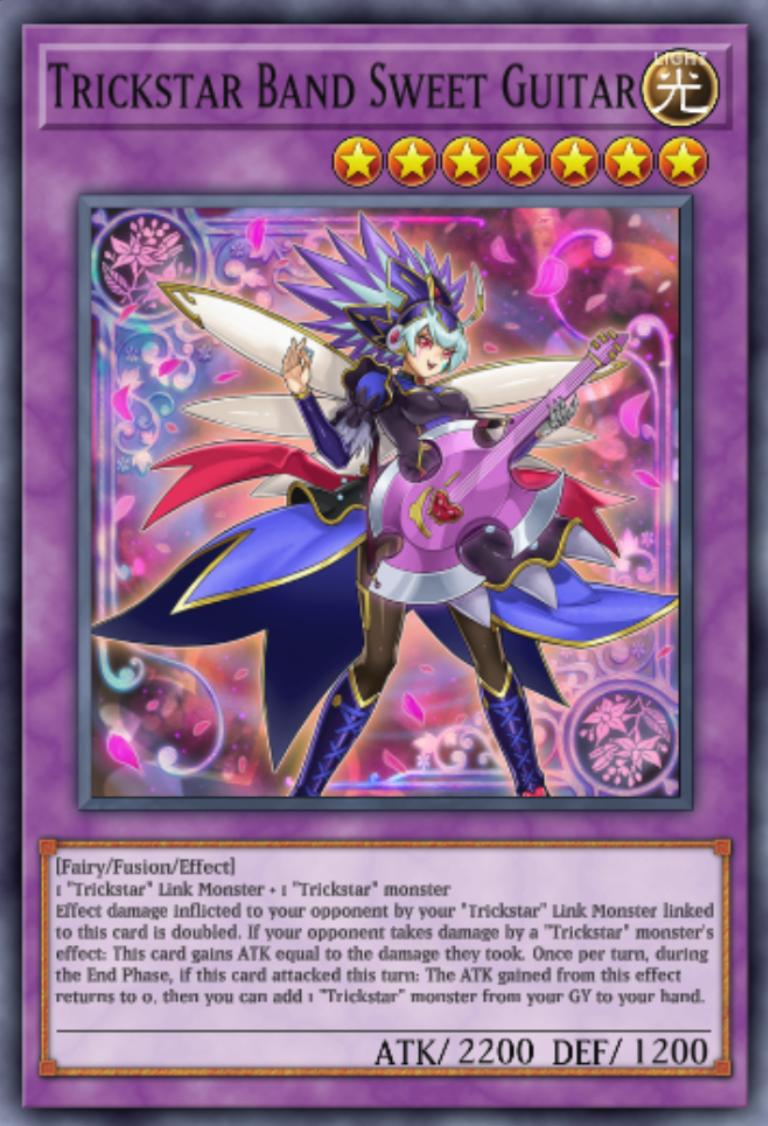 TRICKSTAR BAND SWEET GUITAR
LIGHT
光
[Fairy/Fusion/Effect]
1 "Trickstar" Link Monster + 1 "Trickstar" monster
Effect damage inflicted to your opponent by your "Trickstar" Link Monster linked
to this card is doubled. If your opponent takes damage by a "Trickstar" monster's
effect: This card gains ATK equal to the damage they took. Once per turn, during
the End Phase, if this card attacked this turn: The ATK gained from this effect
returns to 0, then you can add 1 "Trickstar" monster from your GY to your hand.
ATK/ 2200 DEF/ 1200